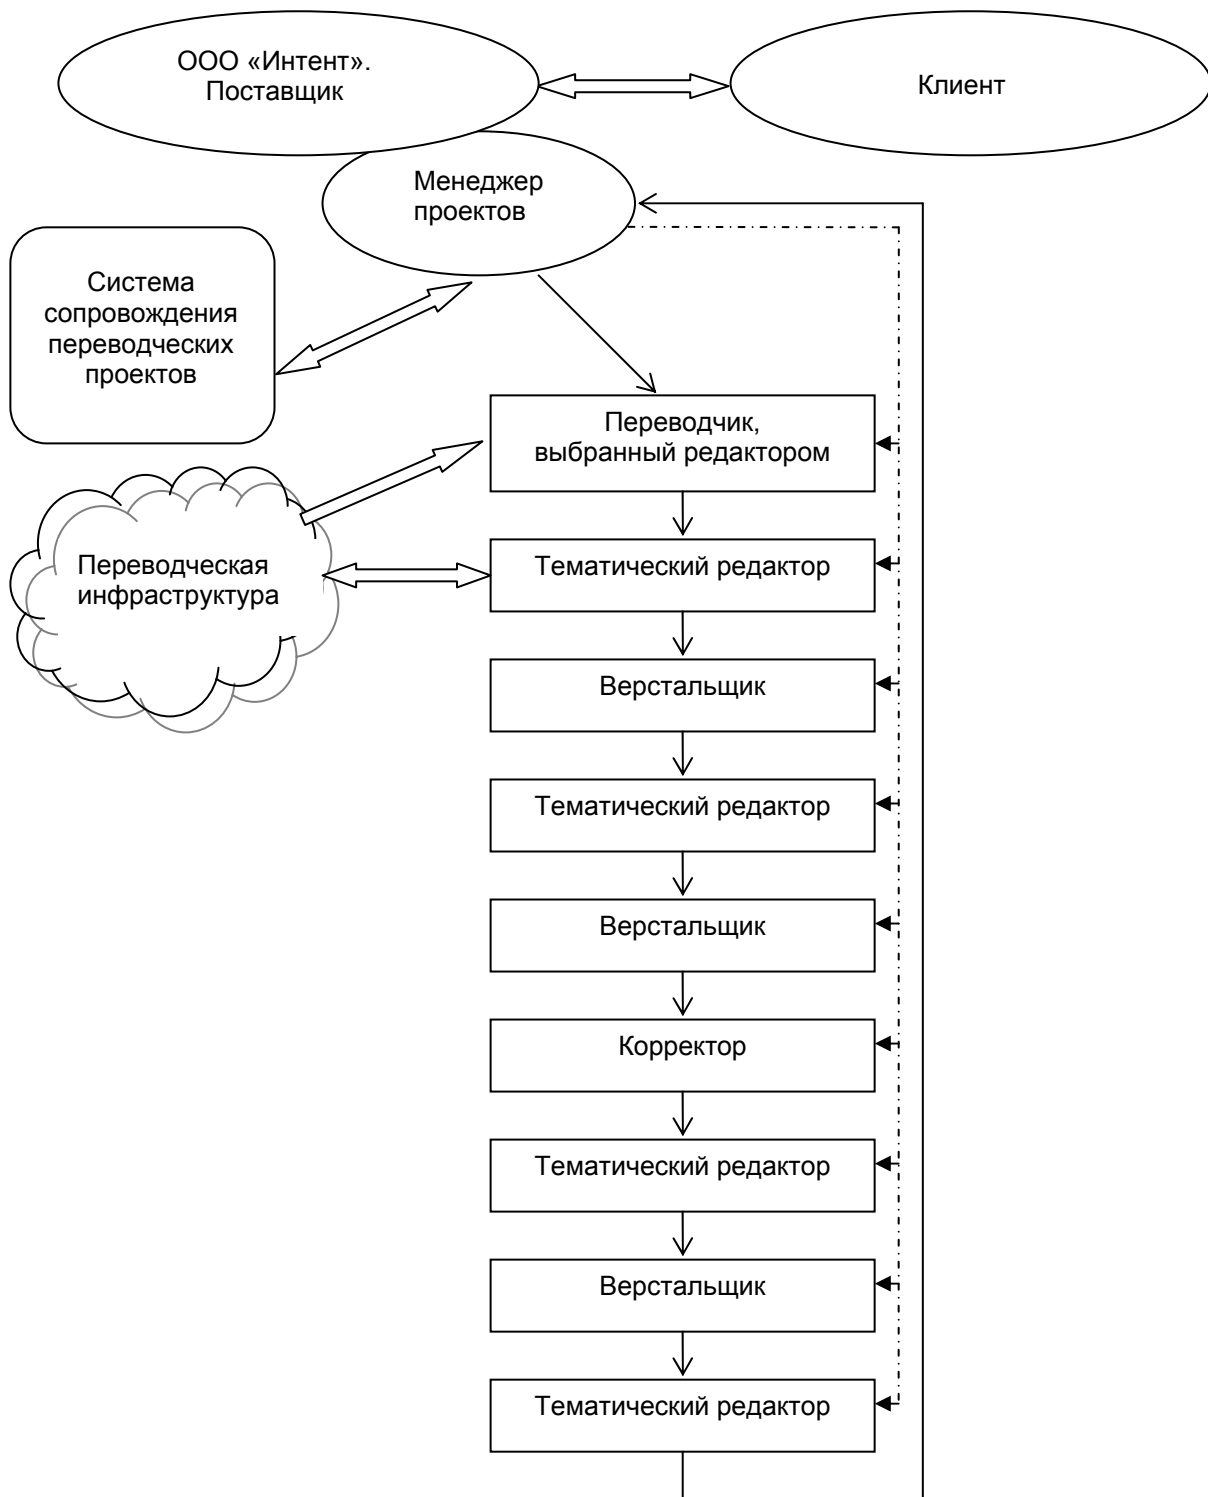 ООО «Интент».
Поставщик
Клиент
Менеджер
проектов
Система
сопровождения
переводческих
проектов
Переводчик,
выбранный редактором
Переводческая
инфраструктура
Тематический редактор
Верстальщик
Тематический редактор
Верстальщик
Корректор
Тематический редактор
Верстальщик
Тематический редактор